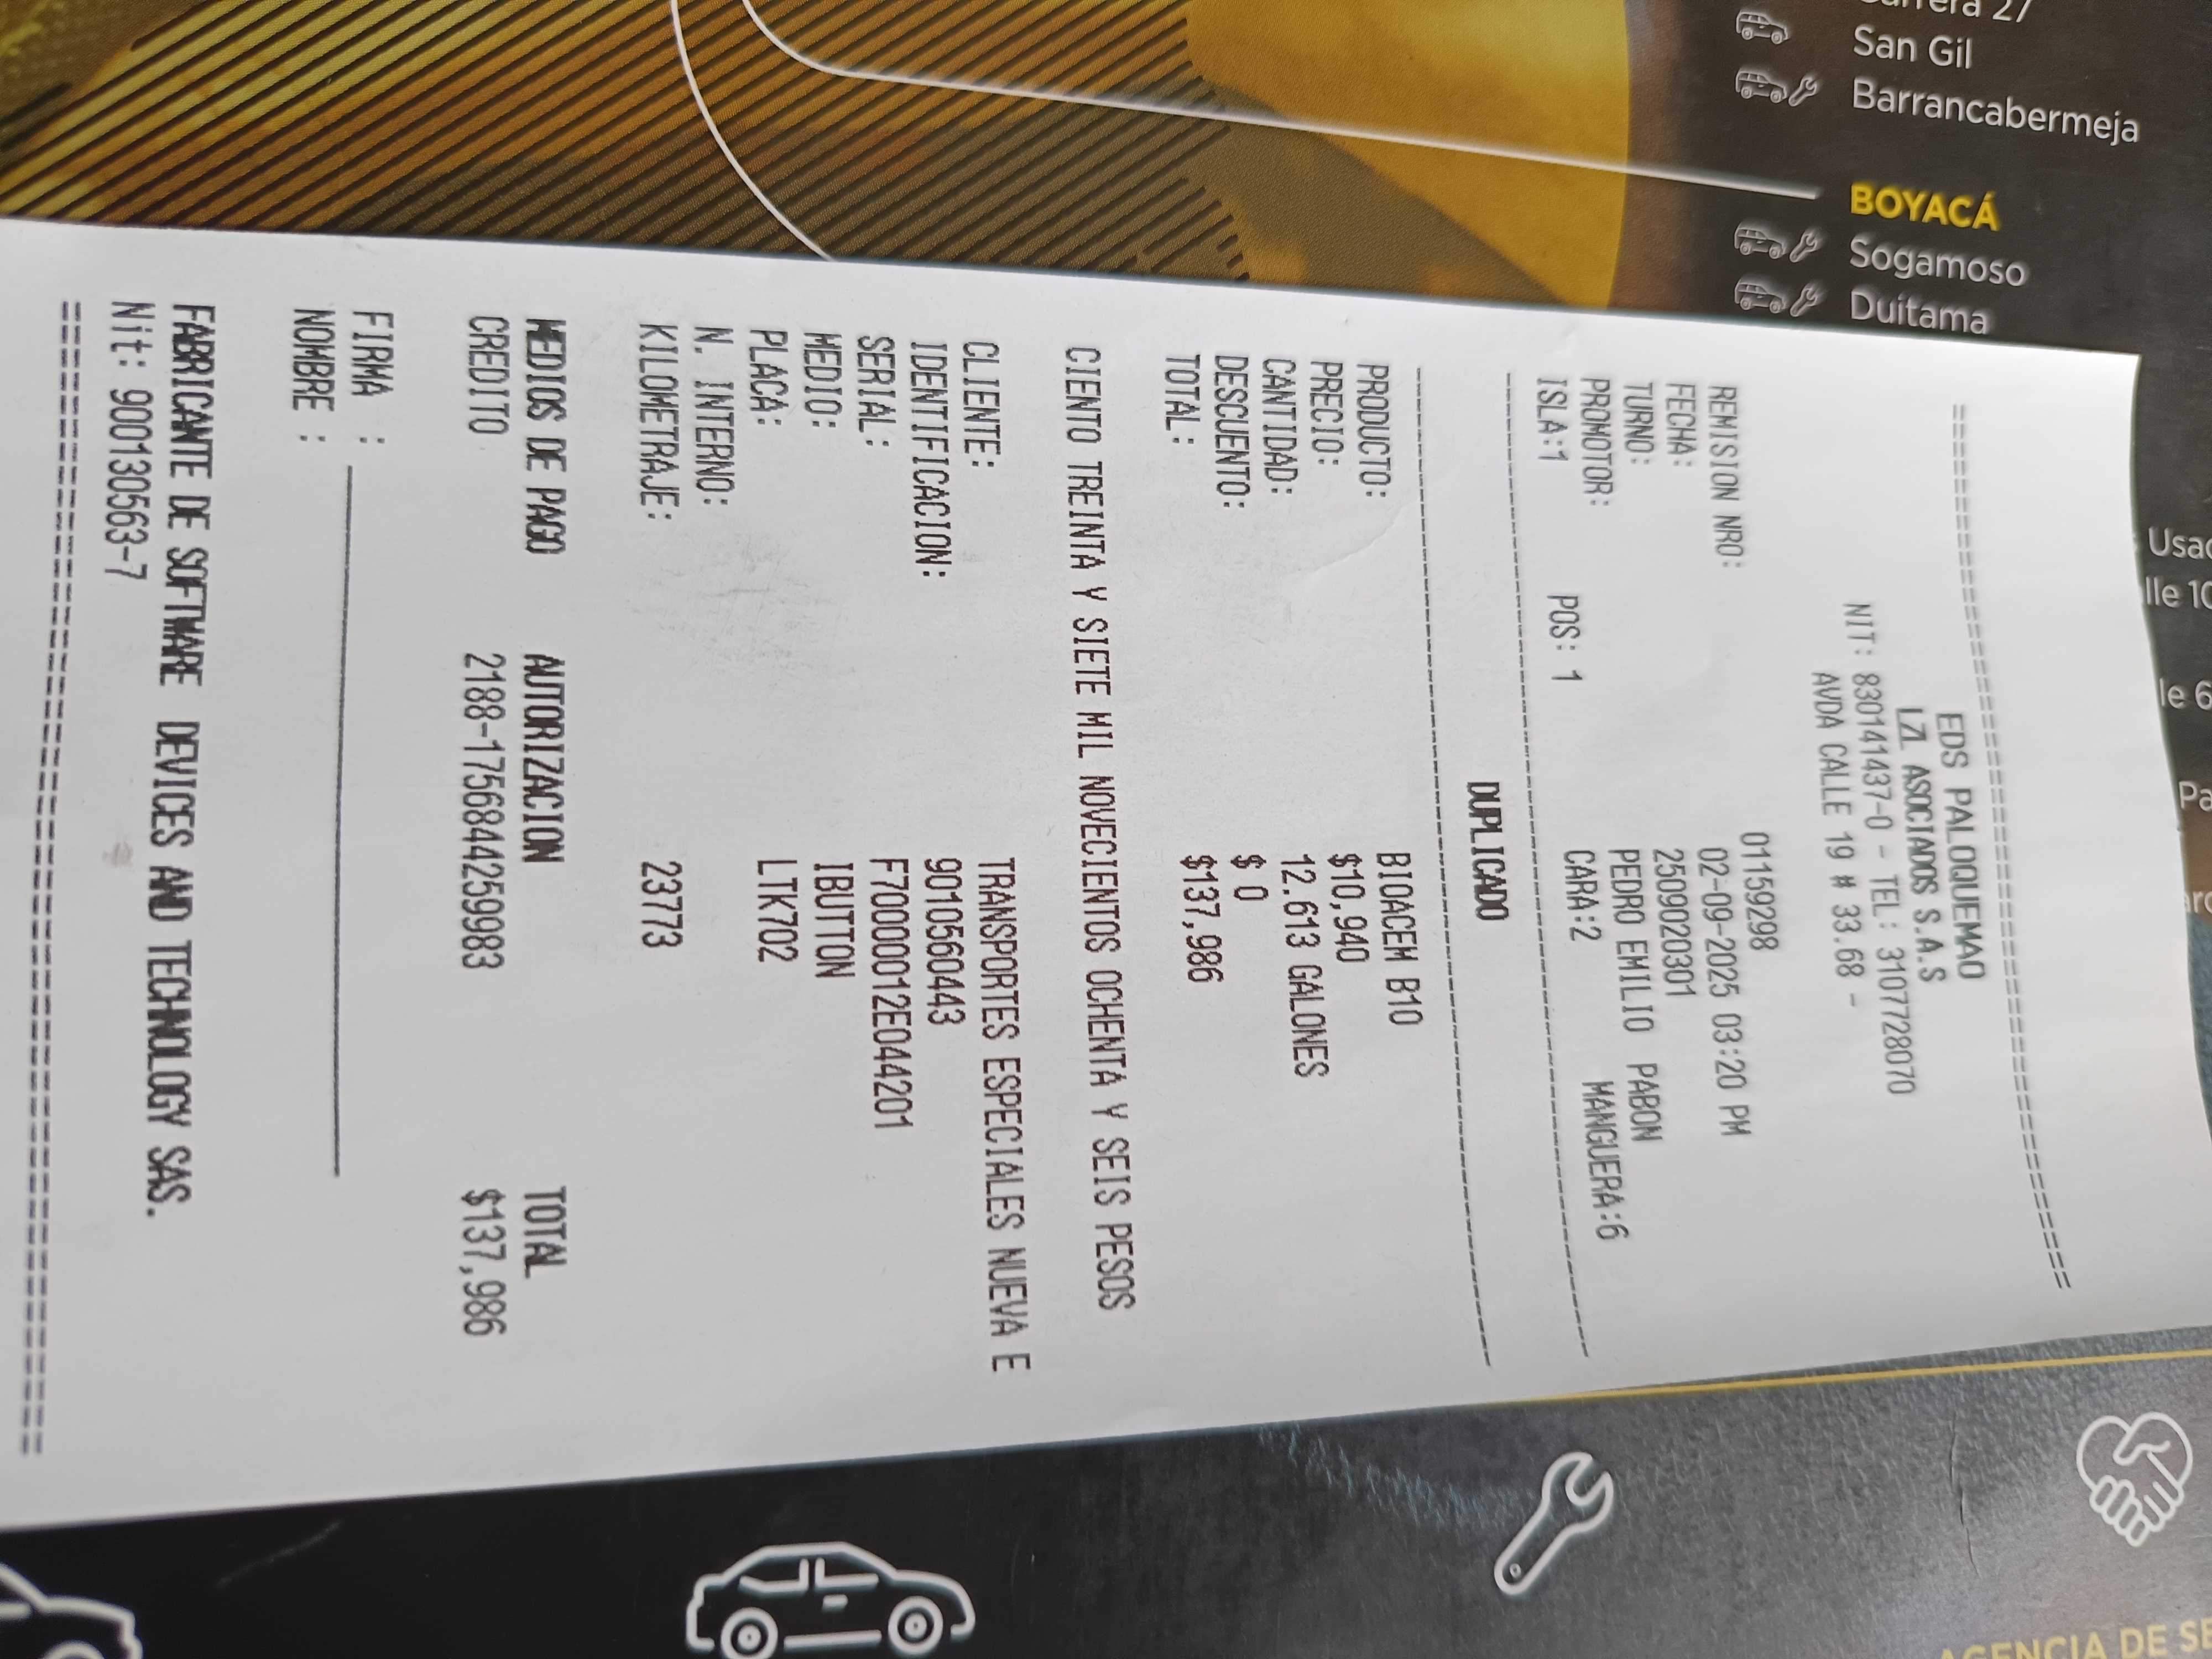 ====================================================
EDS PALOQUEMAO
LZL ASOCIADOS S.A.S
NIT: 830141437-0 - TEL: 3107728070
AVDA CALLE 19 # 33.68 -
REMISION NRO: 01159298
FECHA: 02-09-2025 03:20 PM
TURNO: 2509020301
PROMOTOR: PEDRO EMILIO PABON
ISLA:1 POS: 1 CARA:2 MANGUERA:6
----------------------------------------------------
DUPLICADO
----------------------------------------------------
PRODUCTO: BIOACEM B10
PRECIO: $10,940
CANTIDAD: 12.613 GALONES
DESCUENTO: $ 0
TOTAL: $137,986
CIENTO TREINTA Y SIETE MIL NOVECIENTOS OCHENTA Y SEIS PESOS
CLIENTE: TRANSPORTES ESPECIALES NUEVA E
IDENTIFICACION: 9010560443
SERIAL: F70000012E044201
MEDIO: IBUTTON
PLACA: LTK702
N. INTERNO:
KILOMETRAJE: 23773
MEDIOS DE PAGO AUTORIZACION TOTAL
CREDITO 2188-1756844259983 $137,986
FIRMA :
NOMBRE :
FABRICANTE DE SOFTWARE DEVICES AND TECHNOLOGY SAS.
Nit: 900130563-7
====================================================
San Gil
Barrancabermeja
BOYACÁ
Sogamoso
Duitama